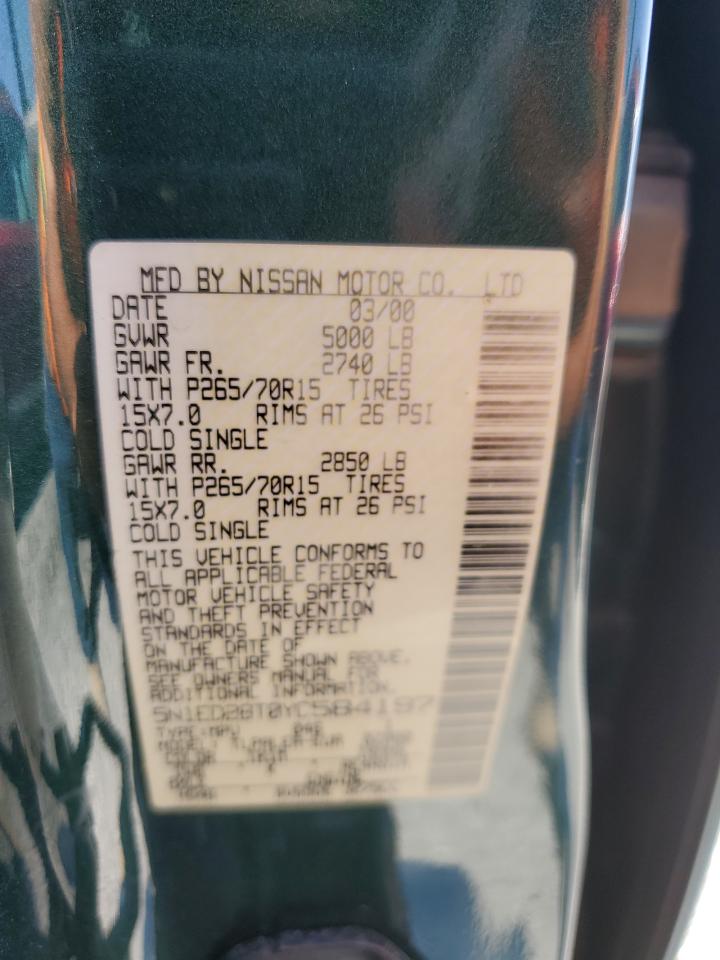 MFD BY NISSAN MOTOR CO. LTD
DATE 03/00
GVWR 5000 LB
GAWR FR. 2740 LB
WITH P265/70R15 TIRES
15X7.0 RIMS AT 26 PSI
COLD SINGLE
GAWR RR. 2850 LB
WITH P265/70R15 TIRES
15X7.0 RIMS AT 26 PSI
COLD SINGLE
THIS VEHICLE CONFORMS TO
ALL APPLICABLE FEDERAL
MOTOR VEHICLE SAFETY
AND THEFT PREVENTION
STANDARDS IN EFFECT
ON THE DATE OF
MANUFACTURE SHOWN ABOVE.
SEE OWNERS MANUAL FOR
ADDITIONAL INFORMATION
5N1ED28T0YC584197
TYPE:MPV